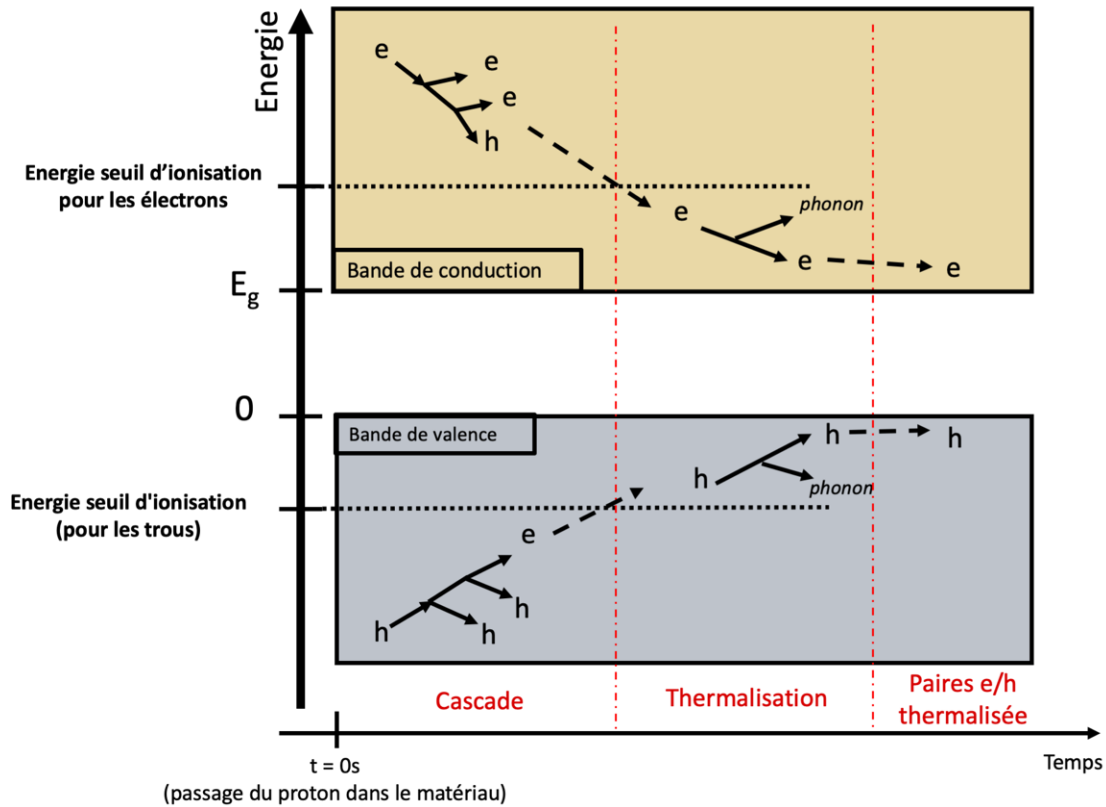 Energie
e
e
e
h
Energie seuil d'ionisation
pour les électrons
e
phonon
Bande de conduction
e
e
Eg
0
Bande de valence
h
h
h
phonon
Energie seuil d'ionisation
(pour les trous)
e
h
h
h
Cascade
Thermalisation
Paires e/h
thermalisée
t = 0s
Temps
(passage du proton dans le matériau)